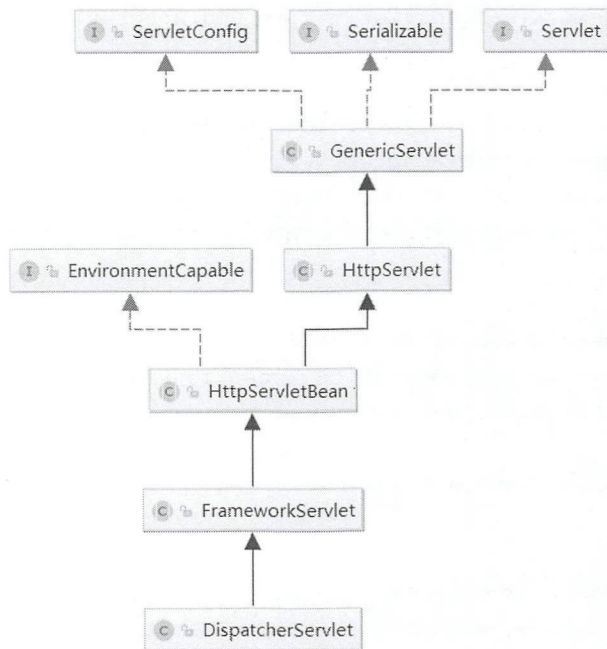 I ServletConfig
I Serializable
I Servlet
C GenericServlet
I EnvironmentCapable
C HttpServlet
C HttpServletBean
C FrameworkServlet
C DispatcherServlet